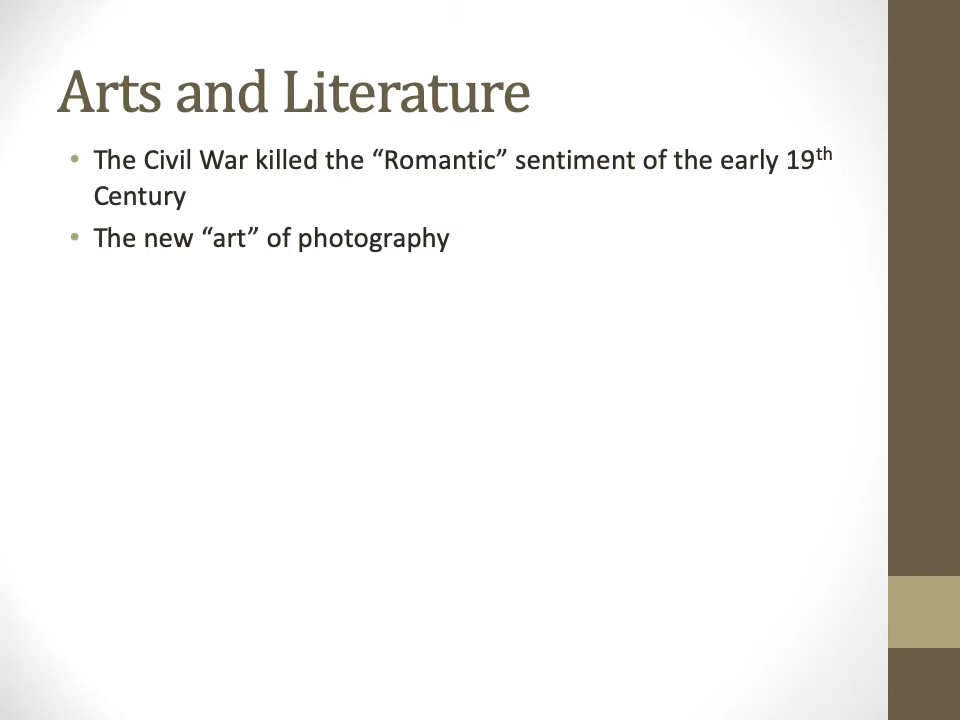 Arts and Literature
• The Civil War killed the “Romantic” sentiment of the early 19th
Century
• The new “art” of photography